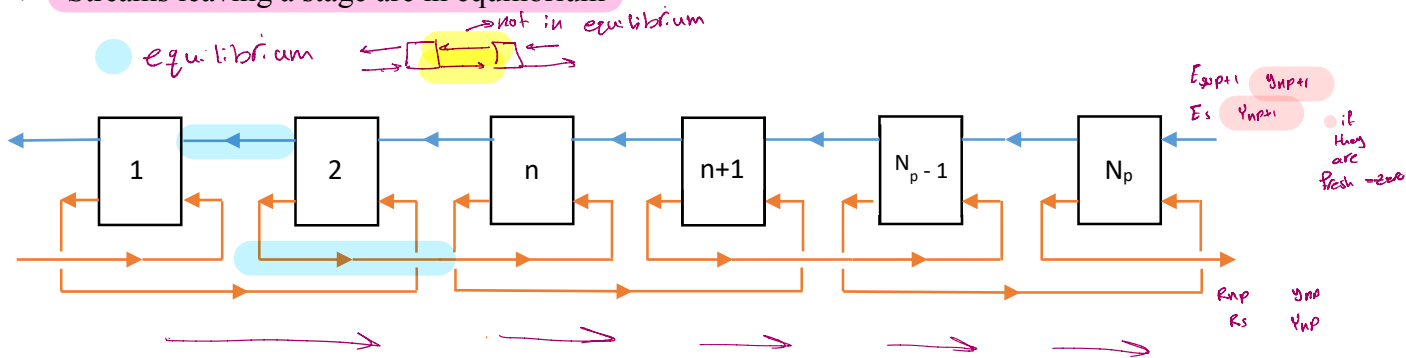 Streams leaving a stage are in equilibrium
not in equilibrium
equilibrium
ENP+1 yNP+1
Es YNP+1
if
they
are
fresh = zero
1 2 n n+1 Np - 1 Np
RNP yNP
Rs YNP